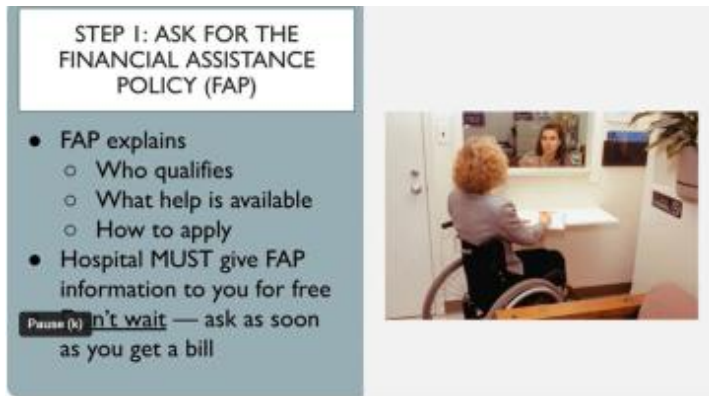 STEP 1: ASK FOR THE
FINANCIAL ASSISTANCE
POLICY (FAP)
● FAP explains
○ Who qualifies
○ What help is available
○ How to apply
● Hospital MUST give FAP
information to you for free
Pause (k)
n't wait — ask as soon
as you get a bill